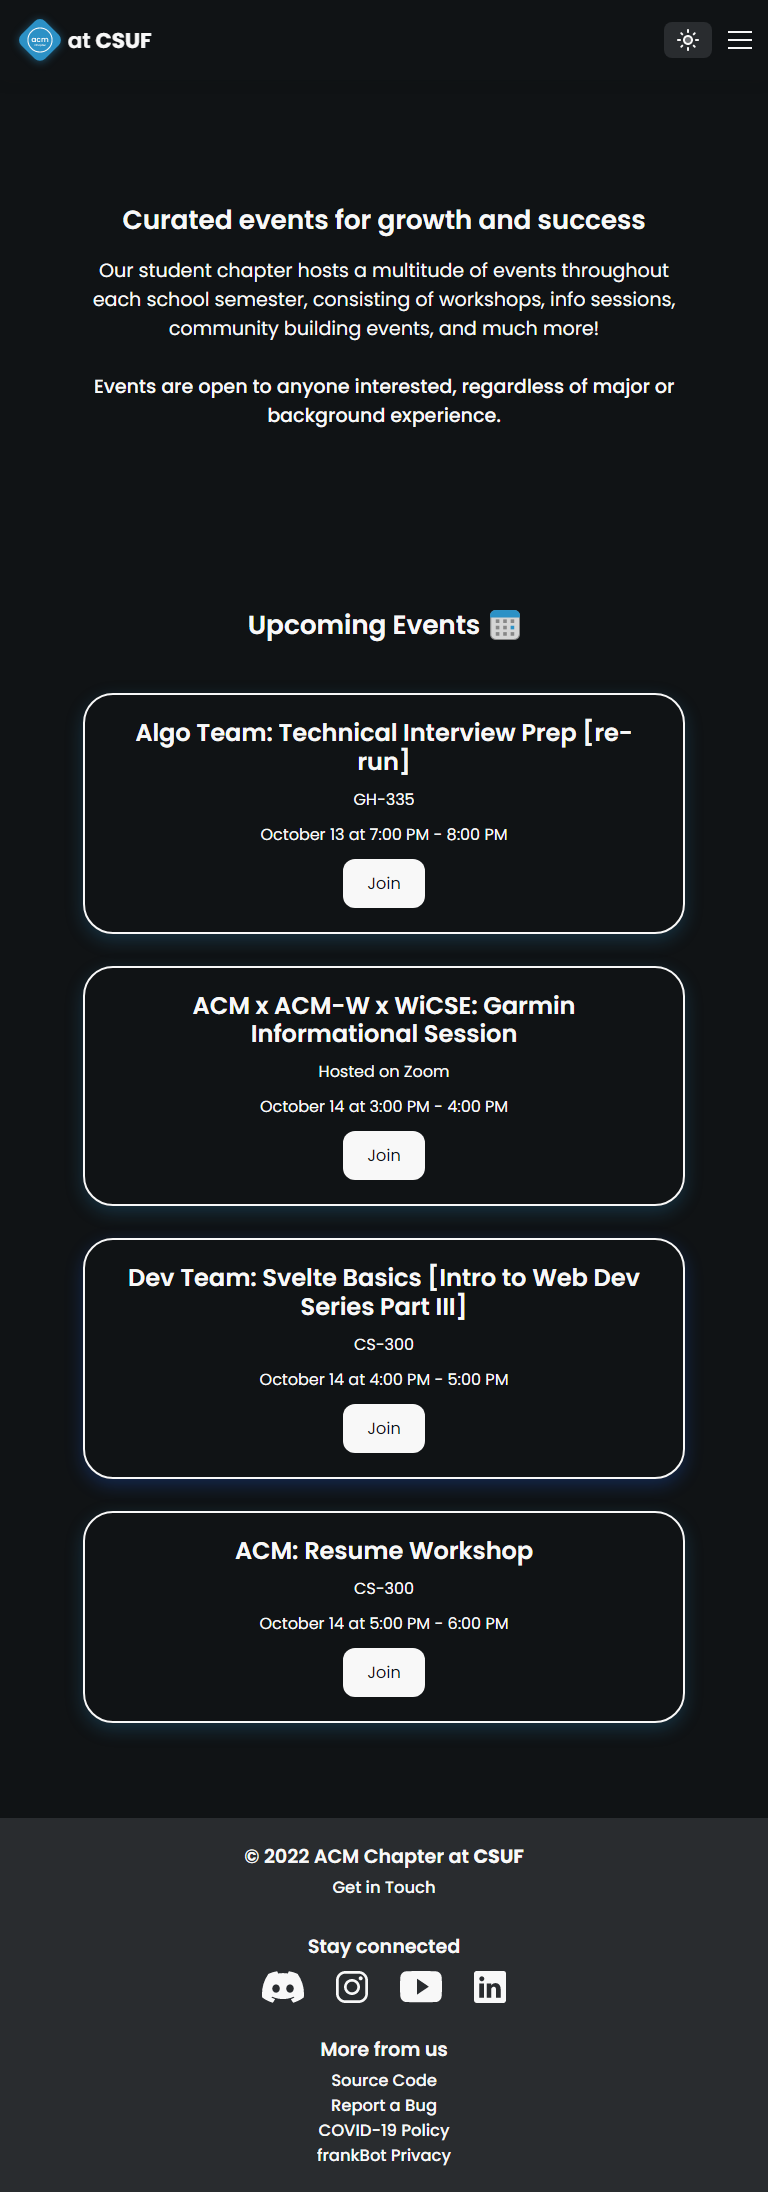 acm
at CSUF
Curated events for growth and success
Our student chapter hosts a multitude of events throughout
each school semester, consisting of workshops, info sessions,
community building events, and much more!
Events are open to anyone interested, regardless of major or
background experience.
Upcoming Events
Algo Team: Technical Interview Prep [re-
run]
GH-335
October 13 at 7:00 PM - 8:00 PM
Join
ACM x ACM-W x WiCSE: Garmin
Informational Session
Hosted on Zoom
October 14 at 3:00 PM - 4:00 PM
Join
Dev Team: Svelte Basics [Intro to Web Dev
Series Part III]
CS-300
October 14 at 4:00 PM - 5:00 PM
Join
ACM: Resume Workshop
CS-300
October 14 at 5:00 PM - 6:00 PM
Join
© 2022 ACM Chapter at CSUF
Get in Touch
Stay connected
in
More from us
Source Code
Report a Bug
COVID-19 Policy
frankBot Privacy